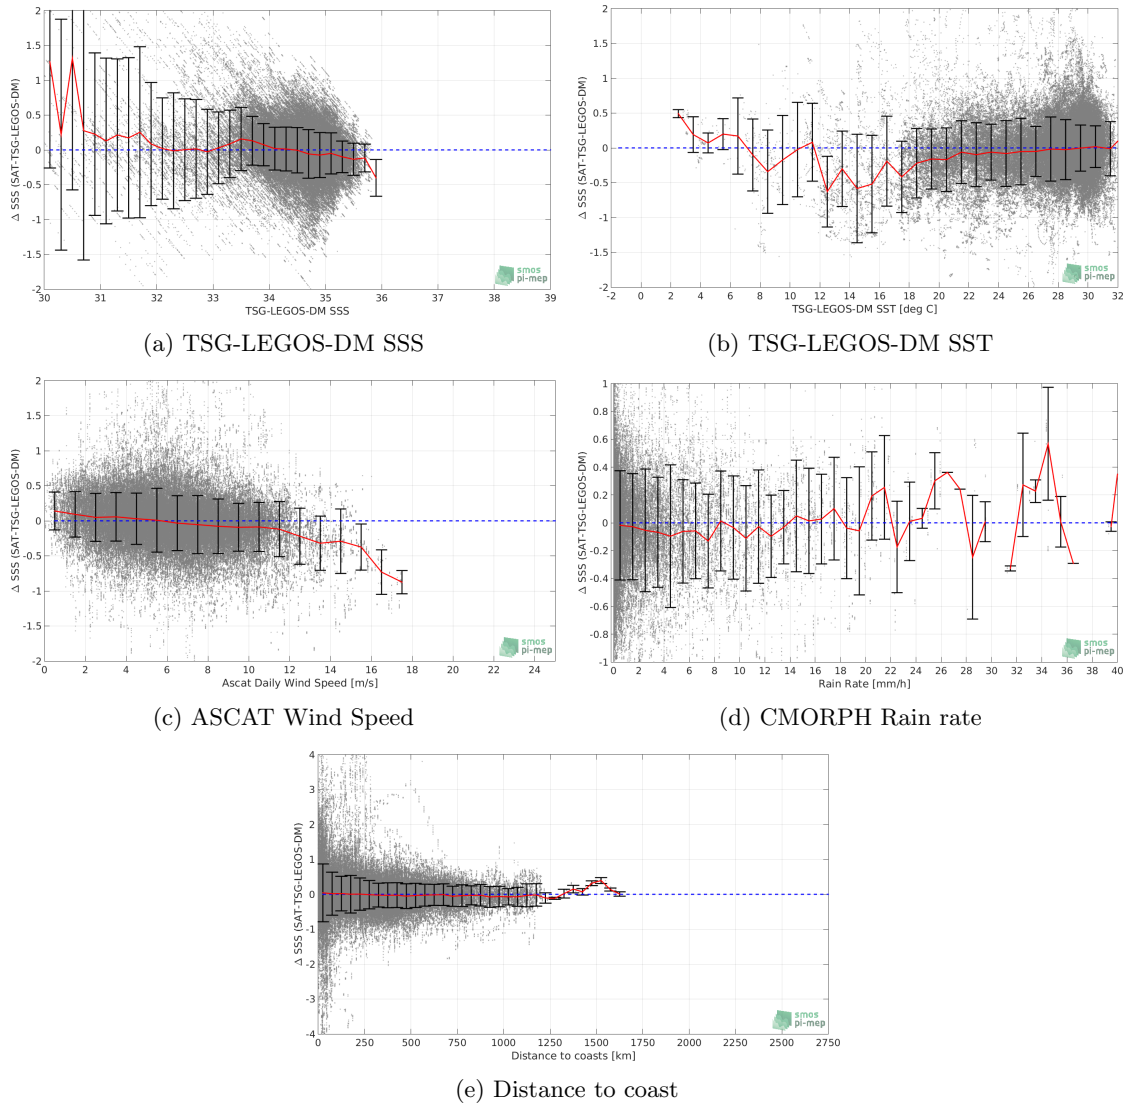 2
1.5
1
0.5
0
-0.5
-1
-1.5
-2
Δ SSS (SAT-TSG-LEGOS-DM)
30 31 32 33 34 35 36 37 38 39
TSG-LEGOS-DM SSS
smos
pi-mep
(a) TSG-LEGOS-DM SSS
2
1.5
1
0.5
0
-0.5
-1
-1.5
-2
Δ SSS (SAT-TSG-LEGOS-DM)
-2 0 2 4 6 8 10 12 14 16 18 20 22 24 26 28 30 32
TSG-LEGOS-DM SST [deg C]
smos
pi-mep
(b) TSG-LEGOS-DM SST
2
1.5
1
0.5
0
-0.5
-1
-1.5
-2
Δ SSS (SAT-TSG-LEGOS-DM)
0 2 4 6 8 10 12 14 16 18 20 22 24
Ascat Daily Wind Speed [m/s]
smos
pi-mep
(c) ASCAT Wind Speed
1
0.8
0.6
0.4
0.2
0
-0.2
-0.4
-0.6
-0.8
-1
Δ SSS (SAT-TSG-LEGOS-DM)
0 2 4 6 8 10 12 14 16 18 20 22 24 26 28 30 32 34 36 38 40
Rain Rate [mm/h]
smos
pi-mep
(d) CMORPH Rain rate
4
3
2
1
0
-1
-2
-3
-4
Δ SSS (SAT-TSG-LEGOS-DM)
0 250 500 750 1000 1250 1500 1750 2000 2250 2500 2750
Distance to coasts [km]
smos
pi-mep
(e) Distance to coast